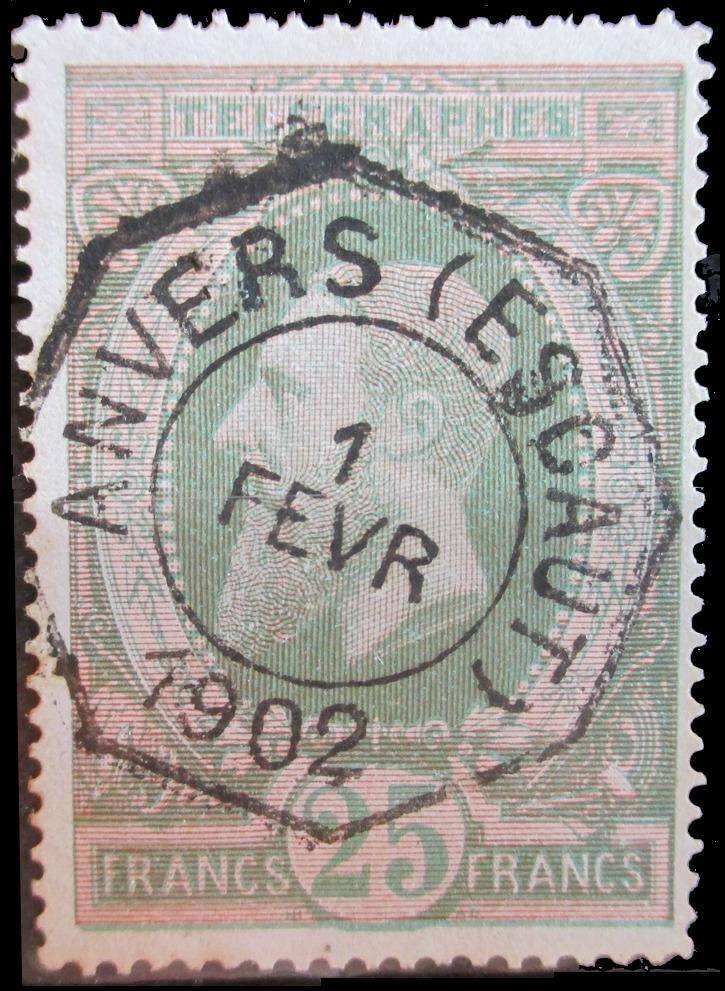 TELEGRAPHES
ANVERS (ESCAUT)
1
FEVR
1902
FRANCS 25 FRANCS